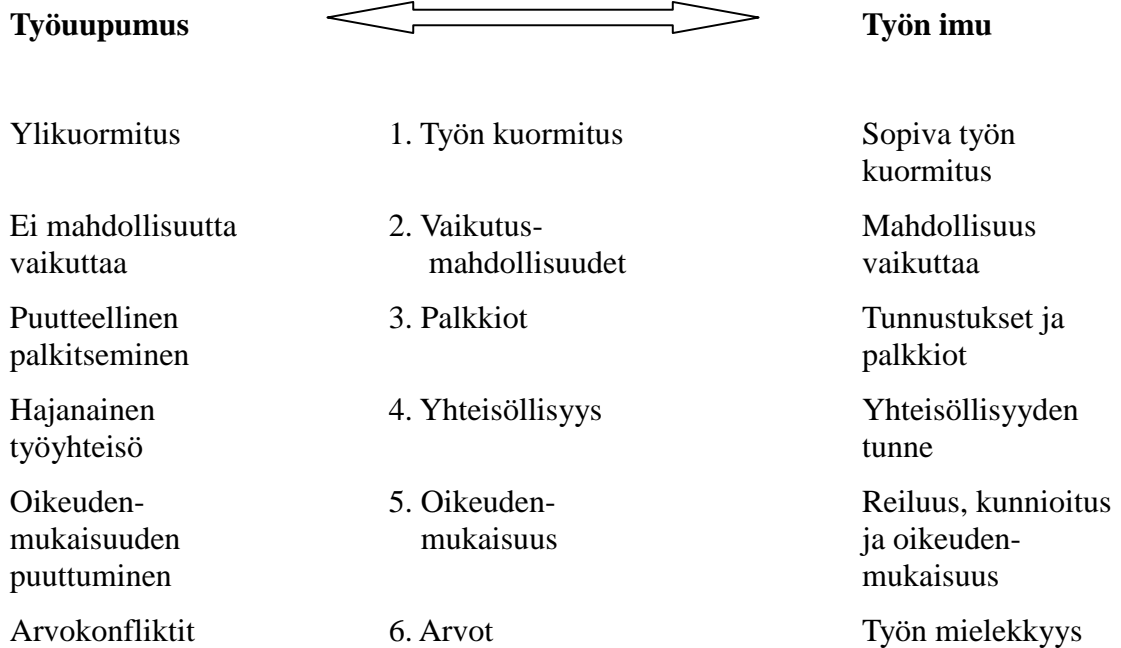 Työuupumus Työn imu
Ylikuormitus 1. Työn kuormitus Sopiva työn
kuormitus
Ei mahdollisuutta 2. Vaikutus- Mahdollisuus
vaikuttaa mahdollisuudet vaikuttaa
Puutteellinen 3. Palkkiot Tunnustukset ja
palkitseminen palkkiot
Hajanainen 4. Yhteisöllisyys Yhteisöllisyyden
työyhteisö tunne
Oikeuden- 5. Oikeuden- Reiluus, kunnioitus
mukaisuuden mukaisuus ja oikeuden-
puuttuminen mukaisuus
Arvokonfliktit 6. Arvot Työn mielekkyys